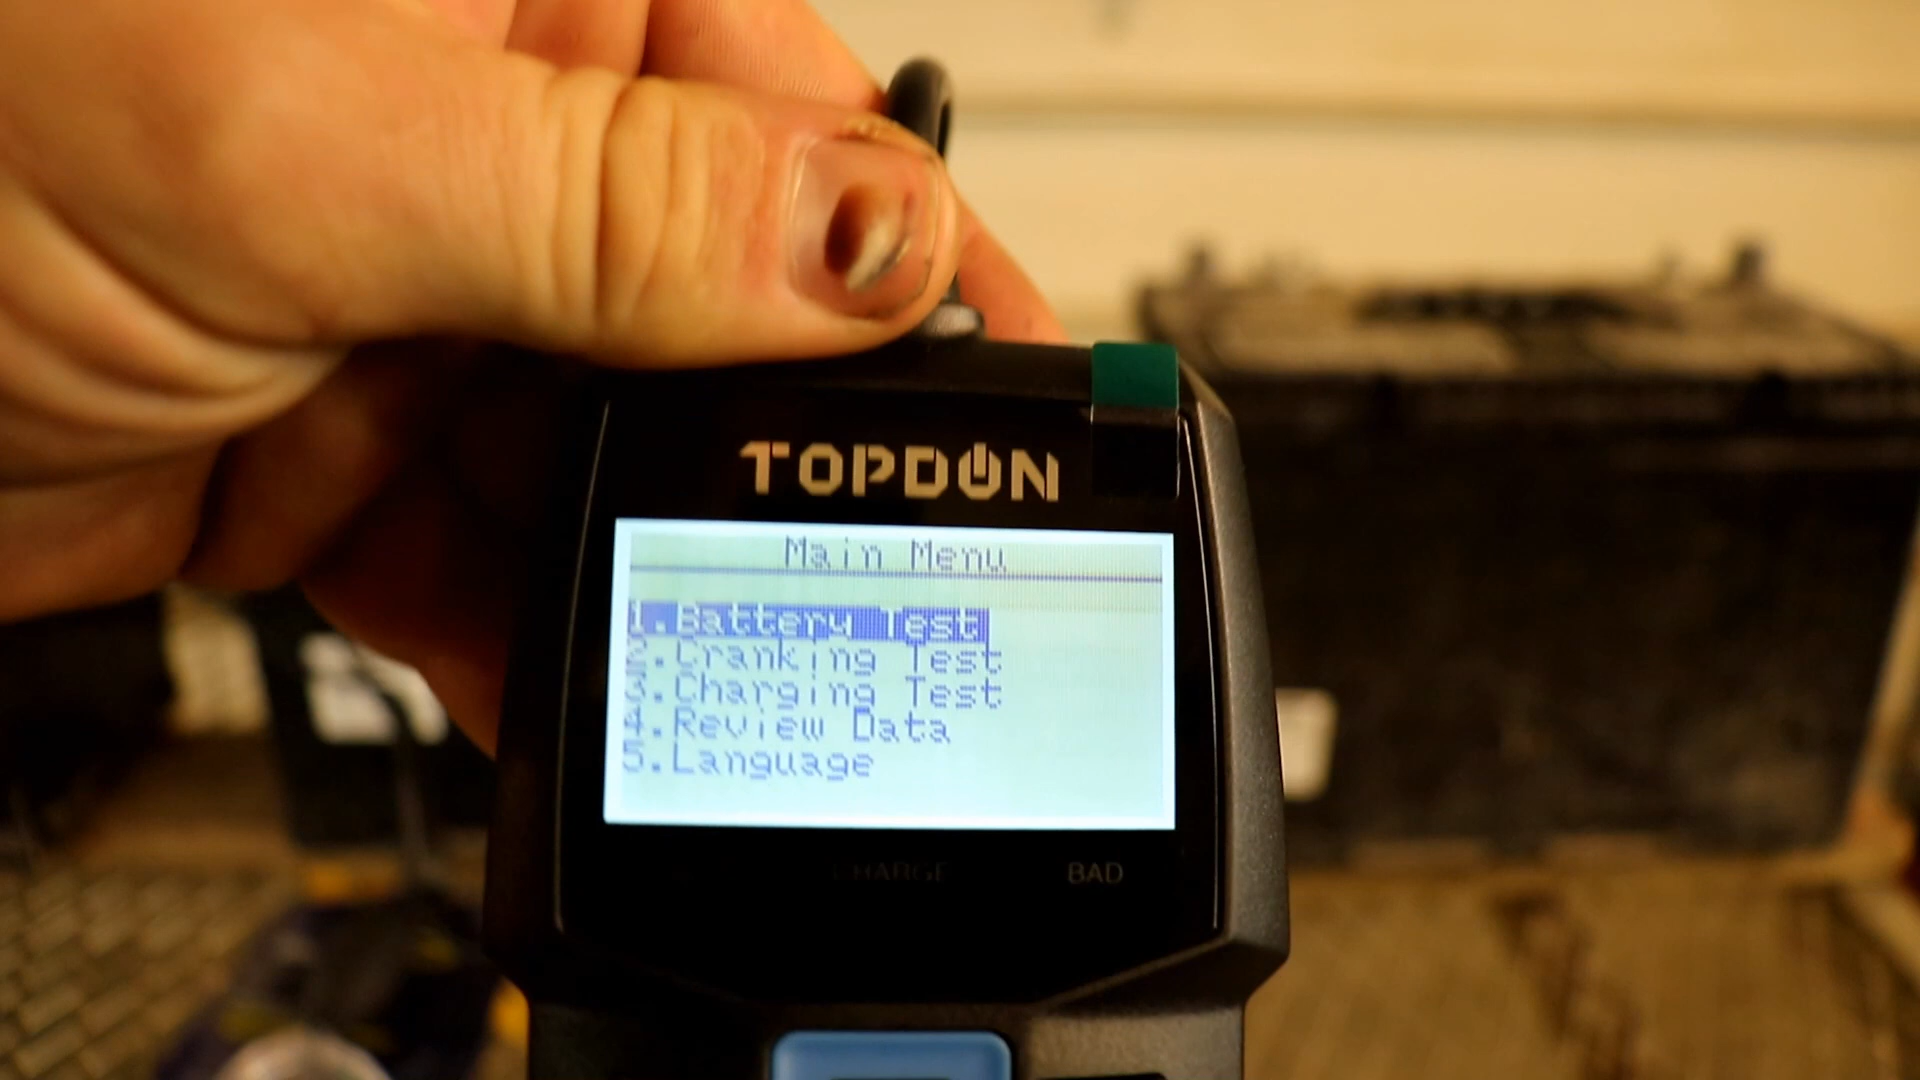 TOPDON
Main Menu
1.Battery Test
2.Cranking Test
3.Charging Test
4.Review Data
5.Language
CHARGE BAD